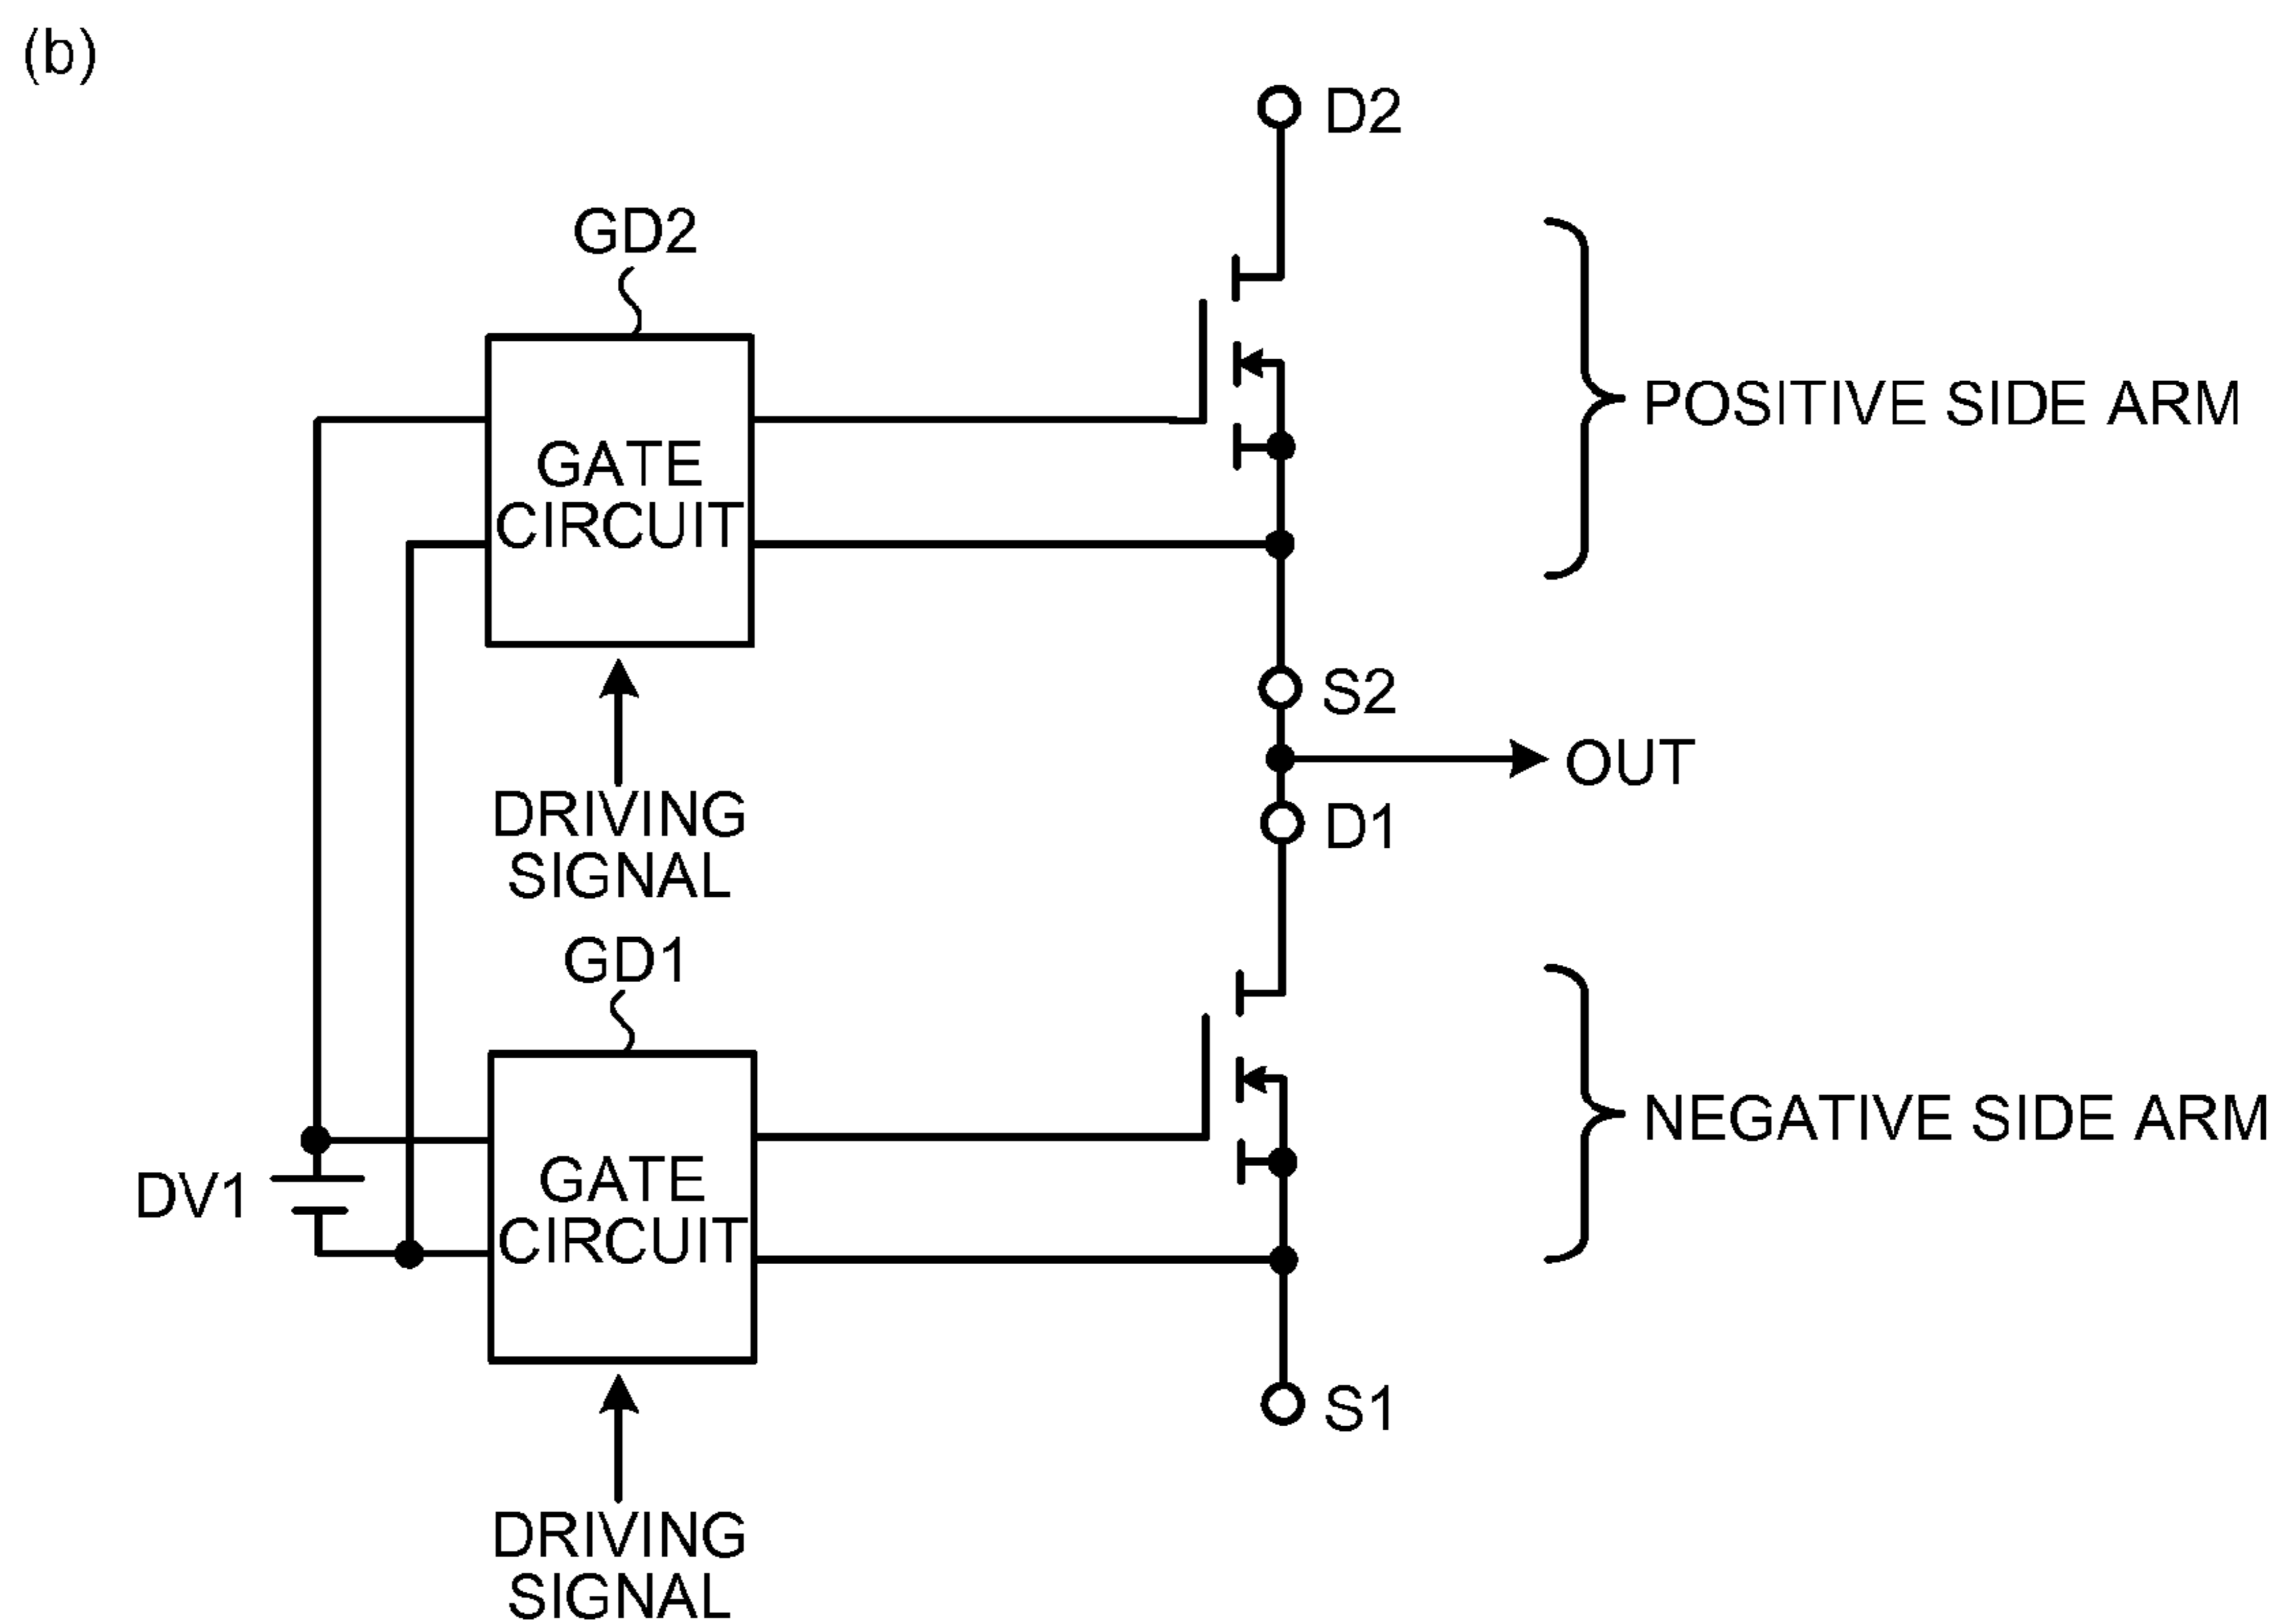 (b)
D2
GD2
GATE
CIRCUIT
POSITIVE SIDE ARM
S2
OUT
DRIVING
SIGNAL
D1
GD1
GATE
CIRCUIT
NEGATIVE SIDE ARM
DV1
S1
DRIVING
SIGNAL